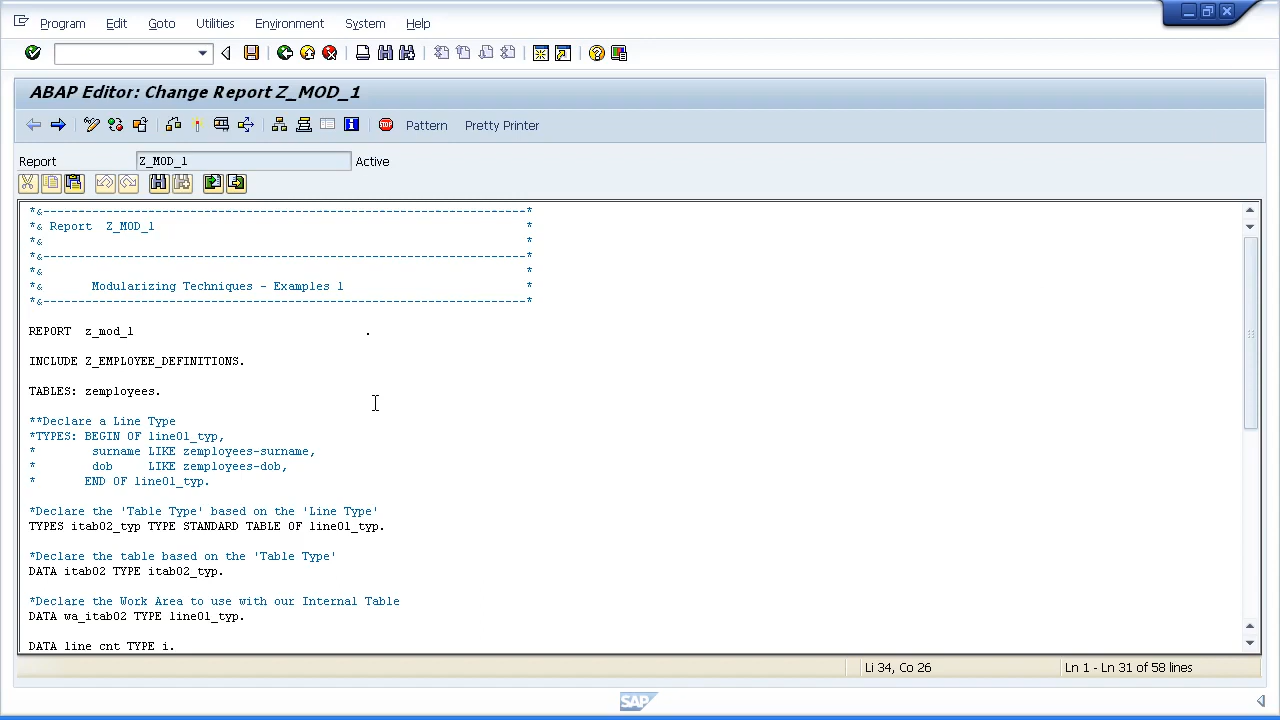 Program Edit Goto Utilities Environment System Help
ABAP Editor: Change Report Z_MOD_1
Pattern Pretty Printer
Report Z_MOD_1 Active
*&---------------------------------------------------------------------*
*& Report  Z_MOD_1                                                     *
*&                                                                     *
*&---------------------------------------------------------------------*
*&                                                                     *
*&       Modularizing Techniques - Examples 1                          *
*&---------------------------------------------------------------------*
REPORT  z_mod_1                                 .
INCLUDE Z_EMPLOYEE_DEFINITIONS.
TABLES: zemployees.
**Declare a Line Type
*TYPES: BEGIN OF line01_typ,
*        surname LIKE zemployees-surname,
*        dob     LIKE zemployees-dob,
*       END OF line01_typ.
*Declare the 'Table Type' based on the 'Line Type'
TYPES itab02_typ TYPE STANDARD TABLE OF line01_typ.
*Declare the table based on the 'Table Type'
DATA itab02 TYPE itab02_typ.
*Declare the Work Area to use with our Internal Table
DATA wa_itab02 TYPE line01_typ.
DATA line cnt TYPE i.
Li 34, Co 26 Ln 1 - Ln 31 of 58 lines
SAP